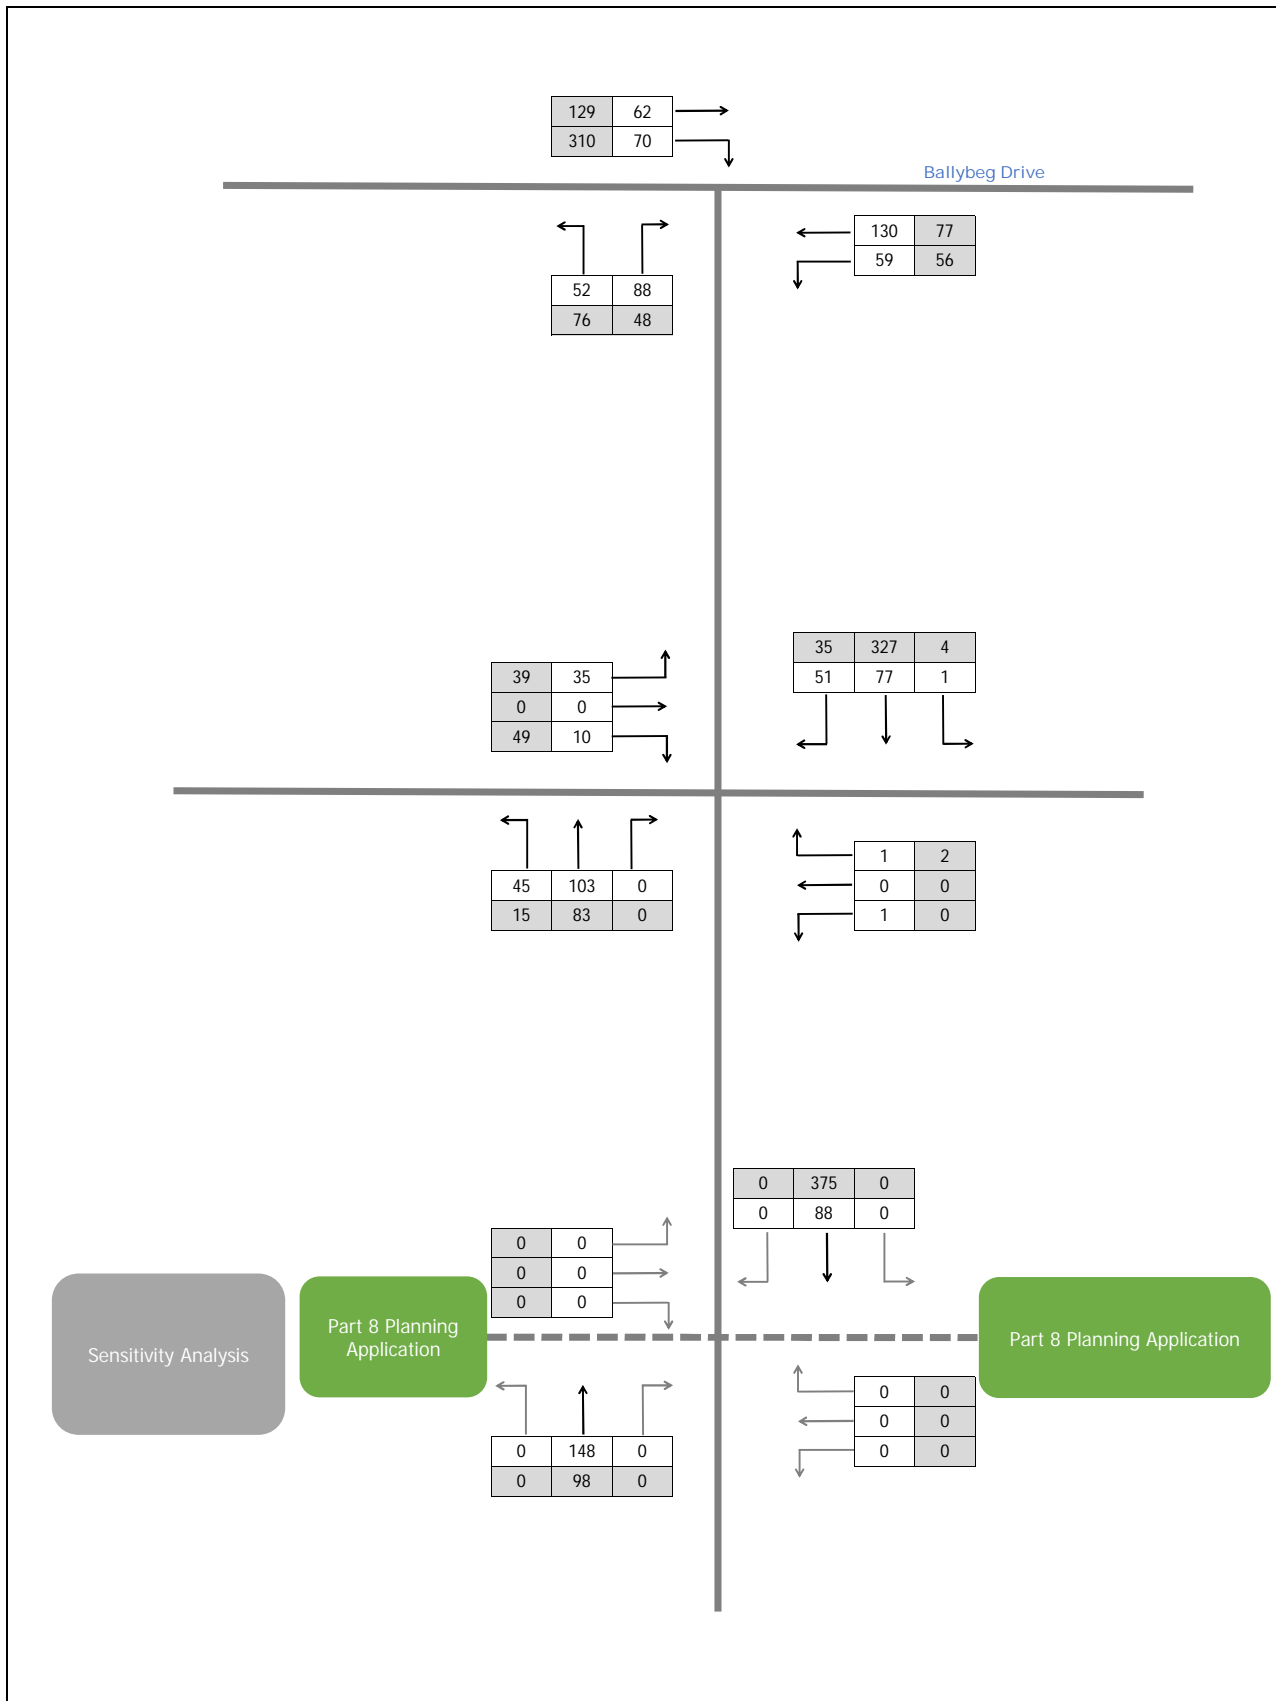 129 62
310 70
Ballybeg Drive
130 77
59 56
52 88
76 48
35 327 4
51 77 1
39 35
0 0
49 10
1 2
0 0
1 0
45 103 0
15 83 0
0 375 0
0 88 0
0 0
0 0
0 0
Sensitivity Analysis
Part 8 Planning
Application
Part 8 Planning Application
0 0
0 0
0 0
0 148 0
0 98 0